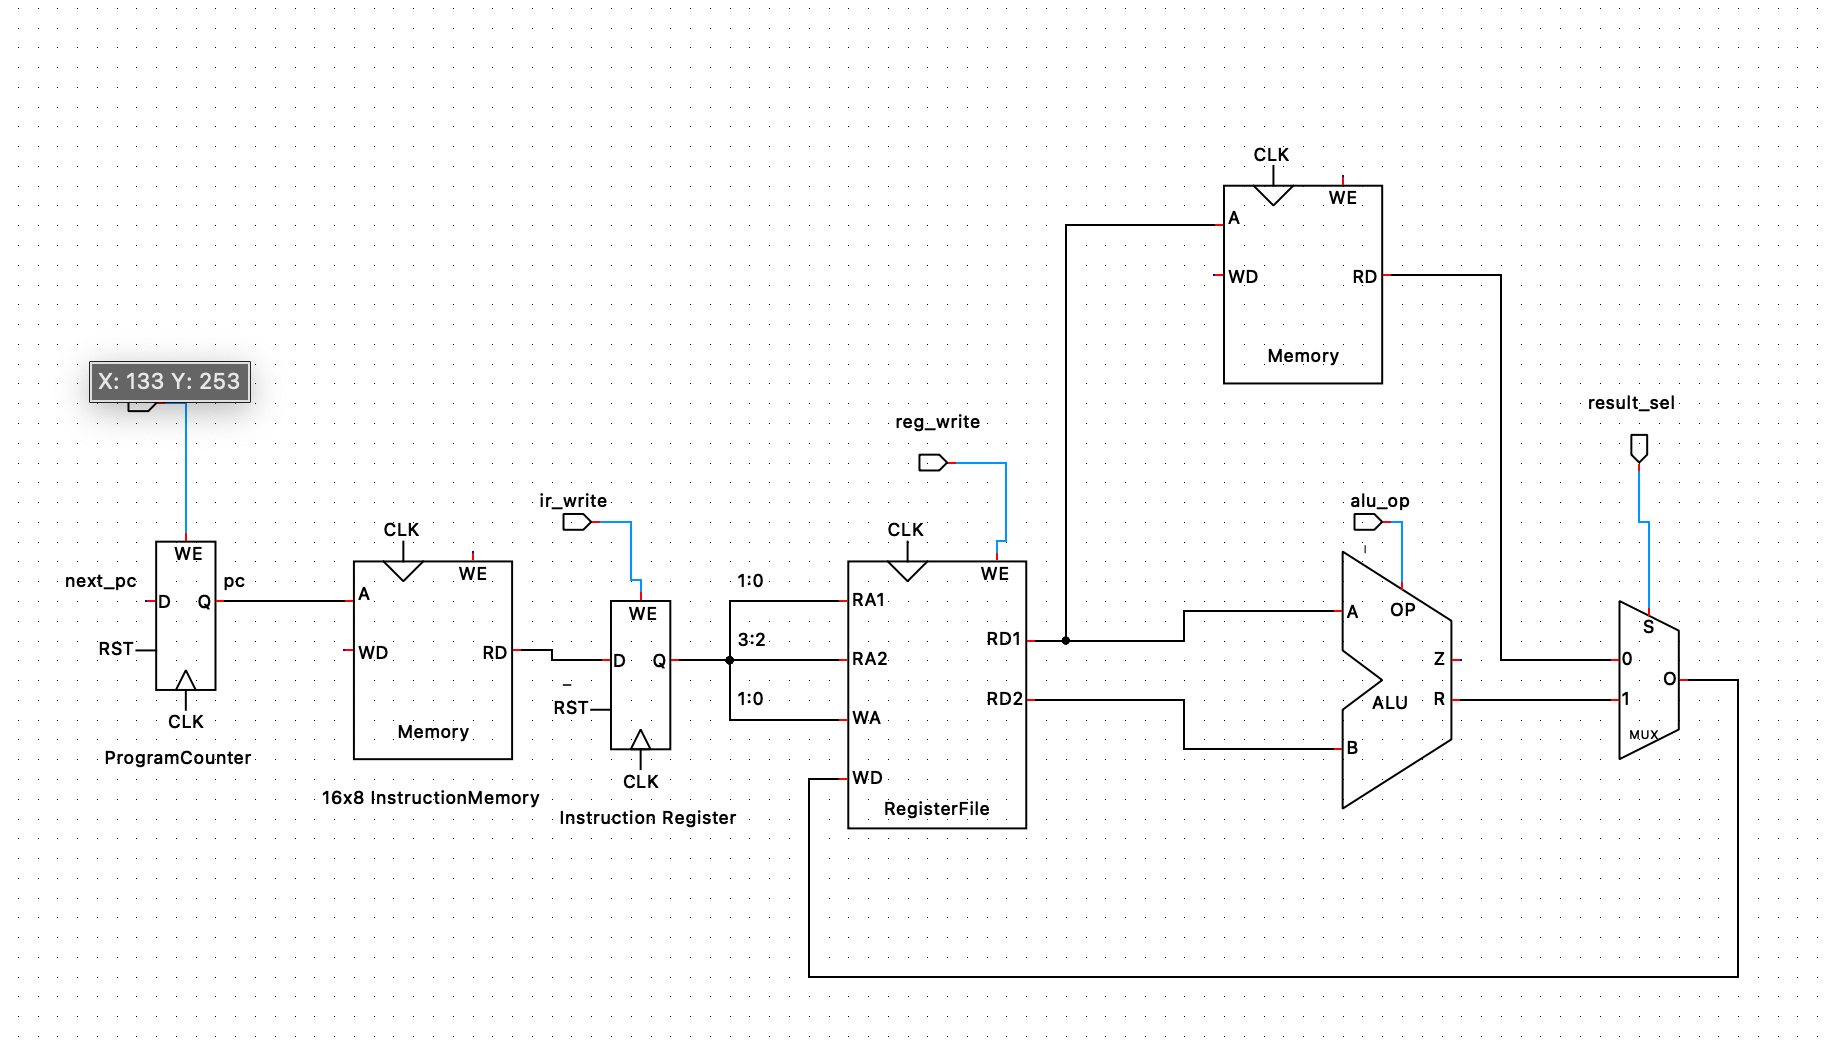 CLK
WE
A
WD
RD
Memory
X: 133 Y: 253
result_sel
reg_write
ir_write
alu_op
WE
next_pc
D
Q
pc
RST
CLK
ProgramCounter
CLK
WE
A
WD
RD
Memory
16x8 InstructionMemory
WE
D
Q
RST
CLK
Instruction Register
1:0
3:2
1:0
CLK
WE
RA1
RA2
WA
WD
RD1
RD2
RegisterFile
OP
A
B
Z
R
ALU
S
0
1
O
MUX